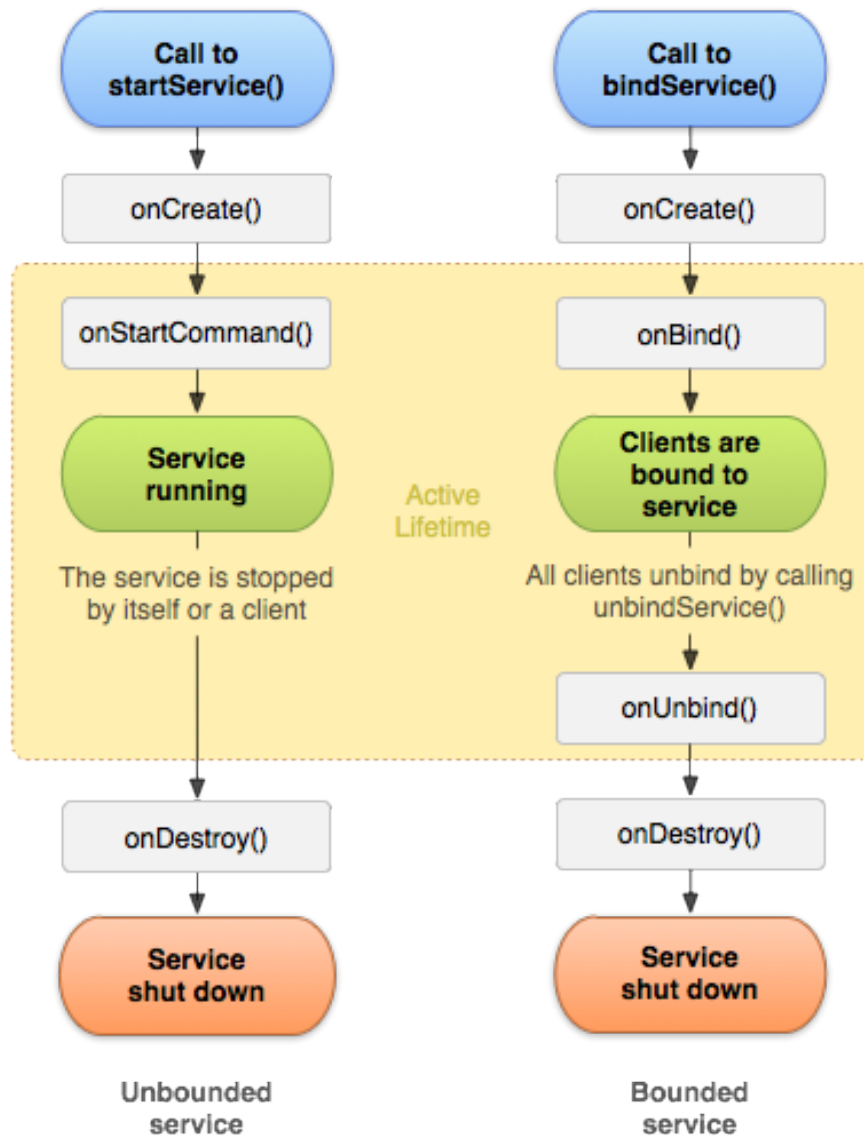 Call to
startService()
onCreate()
onStartCommand()
Service
running
The service is stopped
by itself or a client
onDestroy()
Service
shut down
Unbounded
service
Active
Lifetime
Call to
bindService()
onCreate()
onBind()
Clients are
bound to
service
All clients unbind by calling
unbindService()
onUnbind()
onDestroy()
Service
shut down
Bounded
service